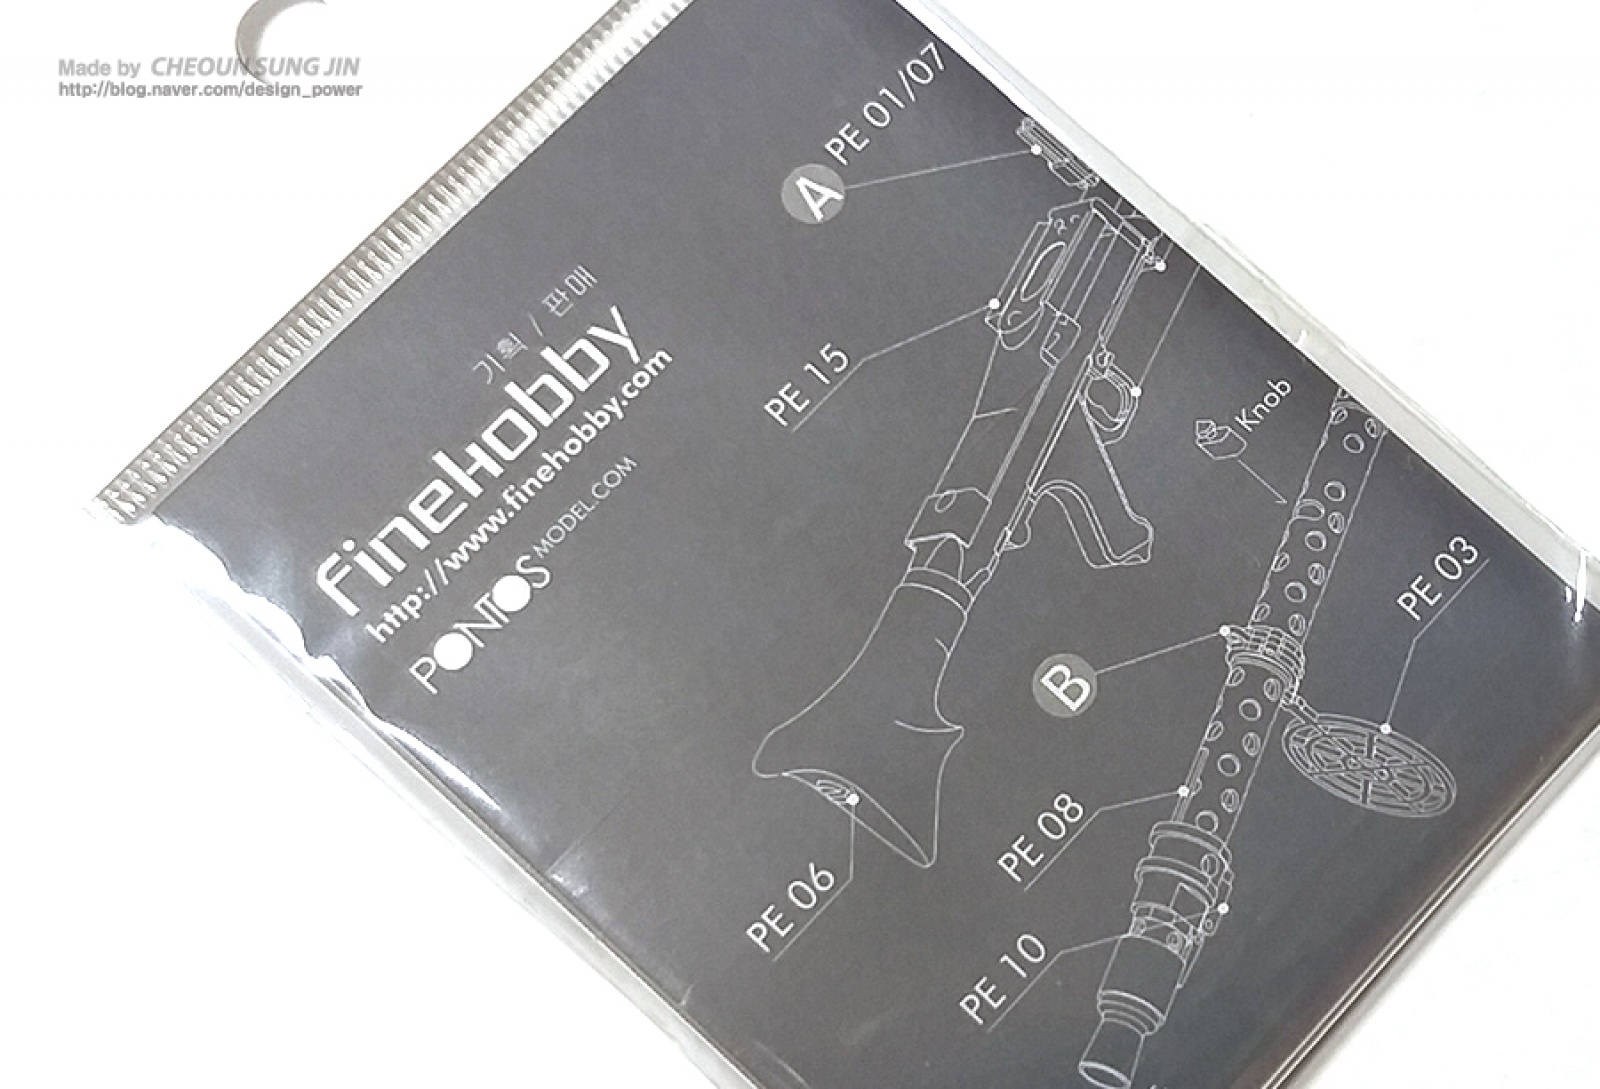 Made by CHEOUN SUNG JIN
http://blog.naver.com/design_power
기획 / 판매
finehobby
http://www.finehobby.com
PONTOS MODEL.COM
A
PE 01/07
PE 15
Knob
PE 03
B
PE 08
PE 06
PE 10